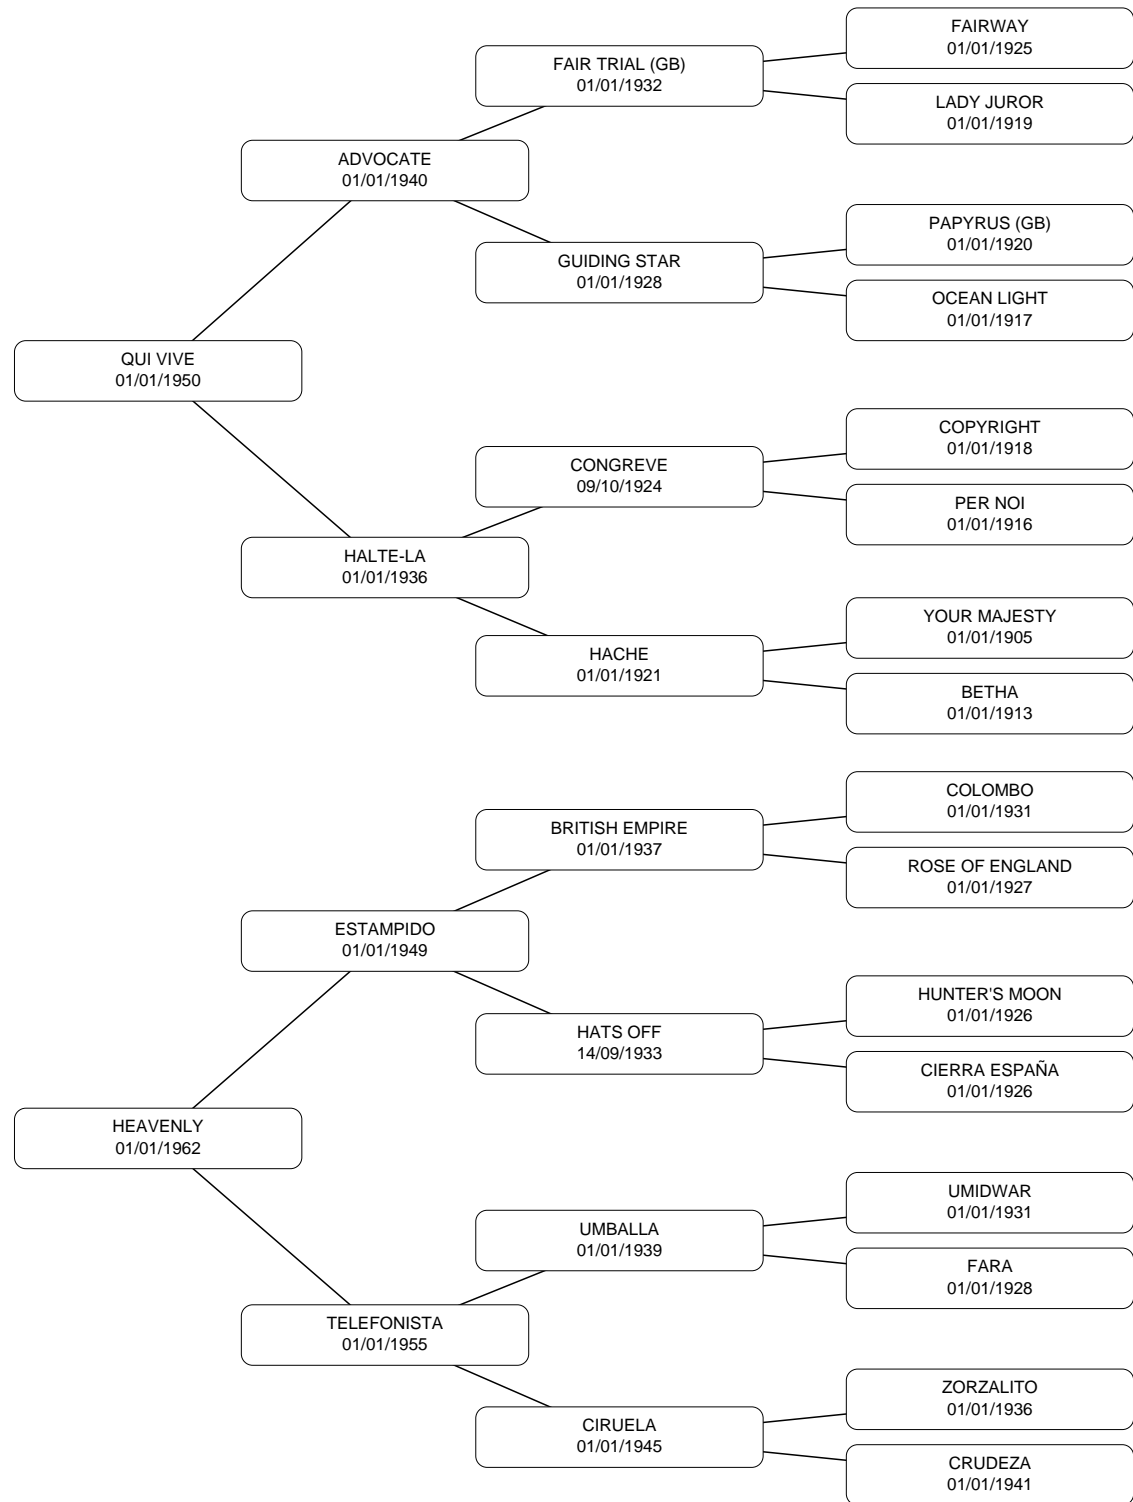 FAIRWAY
01/01/1925
FAIR TRIAL (GB)
01/01/1932
LADY JUROR
01/01/1919
ADVOCATE
01/01/1940
PAPYRUS (GB)
01/01/1920
GUIDING STAR
01/01/1928
OCEAN LIGHT
01/01/1917
QUI VIVE
01/01/1950
COPYRIGHT
01/01/1918
CONGREVE
09/10/1924
PER NOI
01/01/1916
HALTE-LA
01/01/1936
YOUR MAJESTY
01/01/1905
HACHE
01/01/1921
BETHA
01/01/1913
COLOMBO
01/01/1931
BRITISH EMPIRE
01/01/1937
ROSE OF ENGLAND
01/01/1927
ESTAMPIDO
01/01/1949
HUNTER'S MOON
01/01/1926
HATS OFF
14/09/1933
CIERRA ESPAÑA
01/01/1926
HEAVENLY
01/01/1962
UMIDWAR
01/01/1931
UMBALLA
01/01/1939
FARA
01/01/1928
TELEFONISTA
01/01/1955
ZORZALITO
01/01/1936
CIRUELA
01/01/1945
CRUDEZA
01/01/1941